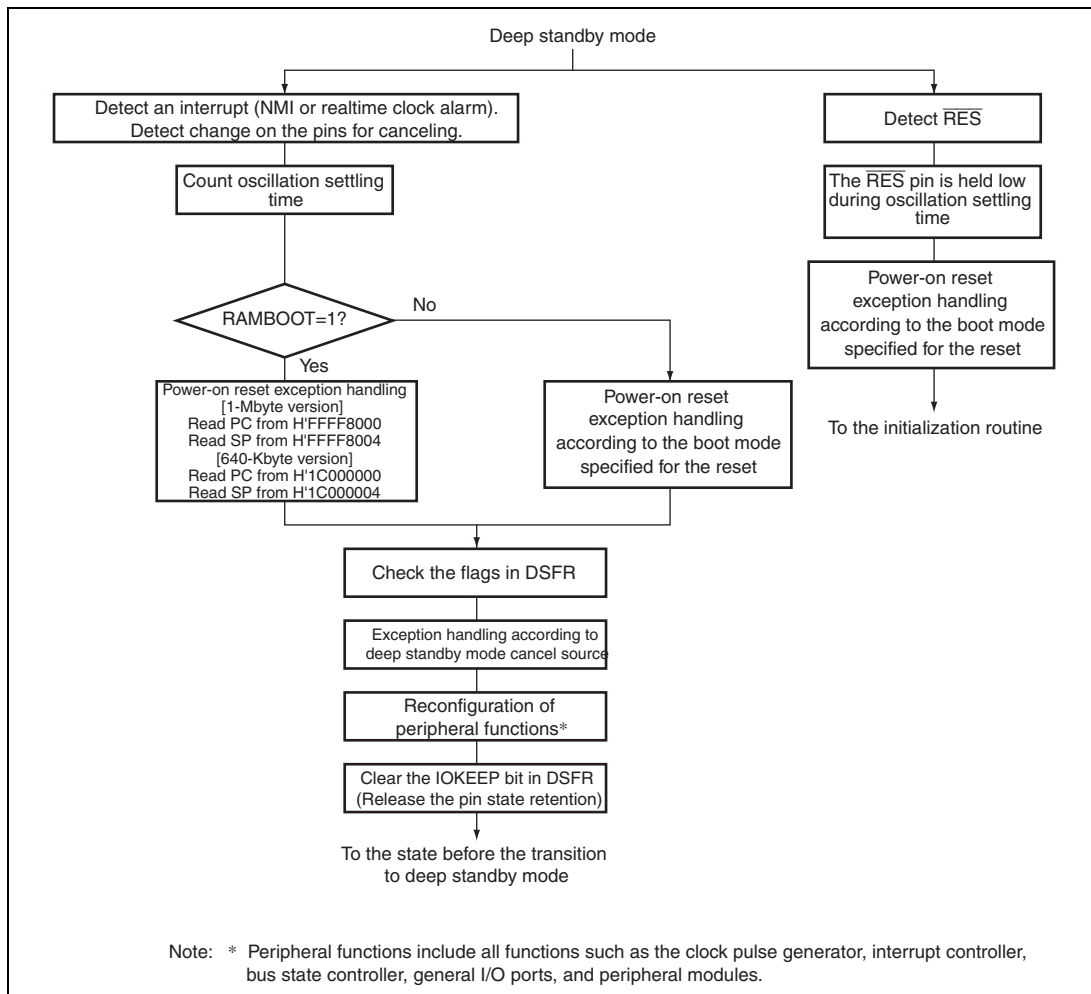 Deep standby mode
Detect an interrupt (NMI or realtime clock alarm).
Detect change on the pins for canceling.
Count oscillation settling
time
RAMBOOT=1?
No
Yes
Power-on reset exception handling
[1-Mbyte version]
Read PC from H'FFFF8000
Read SP from H'FFFF8004
[640-Kbyte version]
Read PC from H'1C000000
Read SP from H'1C000004
Power-on reset
exception handling
according to the boot mode
specified for the reset
Detect RES
The RES pin is held low
during oscillation settling
time
Power-on reset
exception handling
according to the boot mode
specified for the reset
To the initialization routine
Check the flags in DSFR
Exception handling according to
deep standby mode cancel source
Reconfiguration of
peripheral functions*
Clear the IOKEEP bit in DSFR
(Release the pin state retention)
To the state before the transition
to deep standby mode
Note: * Peripheral functions include all functions such as the clock pulse generator, interrupt controller,
bus state controller, general I/O ports, and peripheral modules.